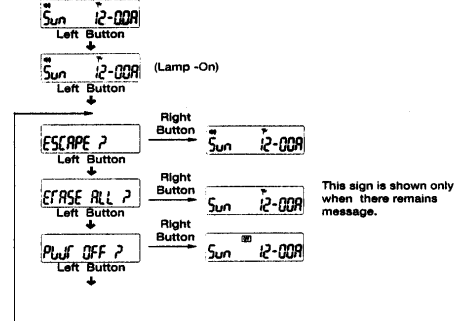 Sun 12-00A
Left Button
Sun 12-00A (Lamp -On)
Left Button
Right
Button
ESCAPE ? Sun 12-00A
Left Button
Right
Button
ERASE ALL ? Sun 12-00A
This sign is shown only
when there remains
message.
Left Button
Right
Button
PWR OFF ? Sun 12-00A
Left Button